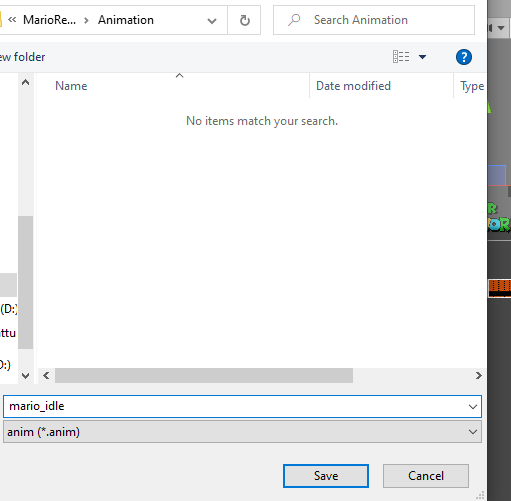 « MarioRe... > Animation
Search Animation
ew folder
Name
Date modified
Type
No items match your search.
(D:)
attu
D:)
mario_idle
anim (*.anim)
Save
Cancel